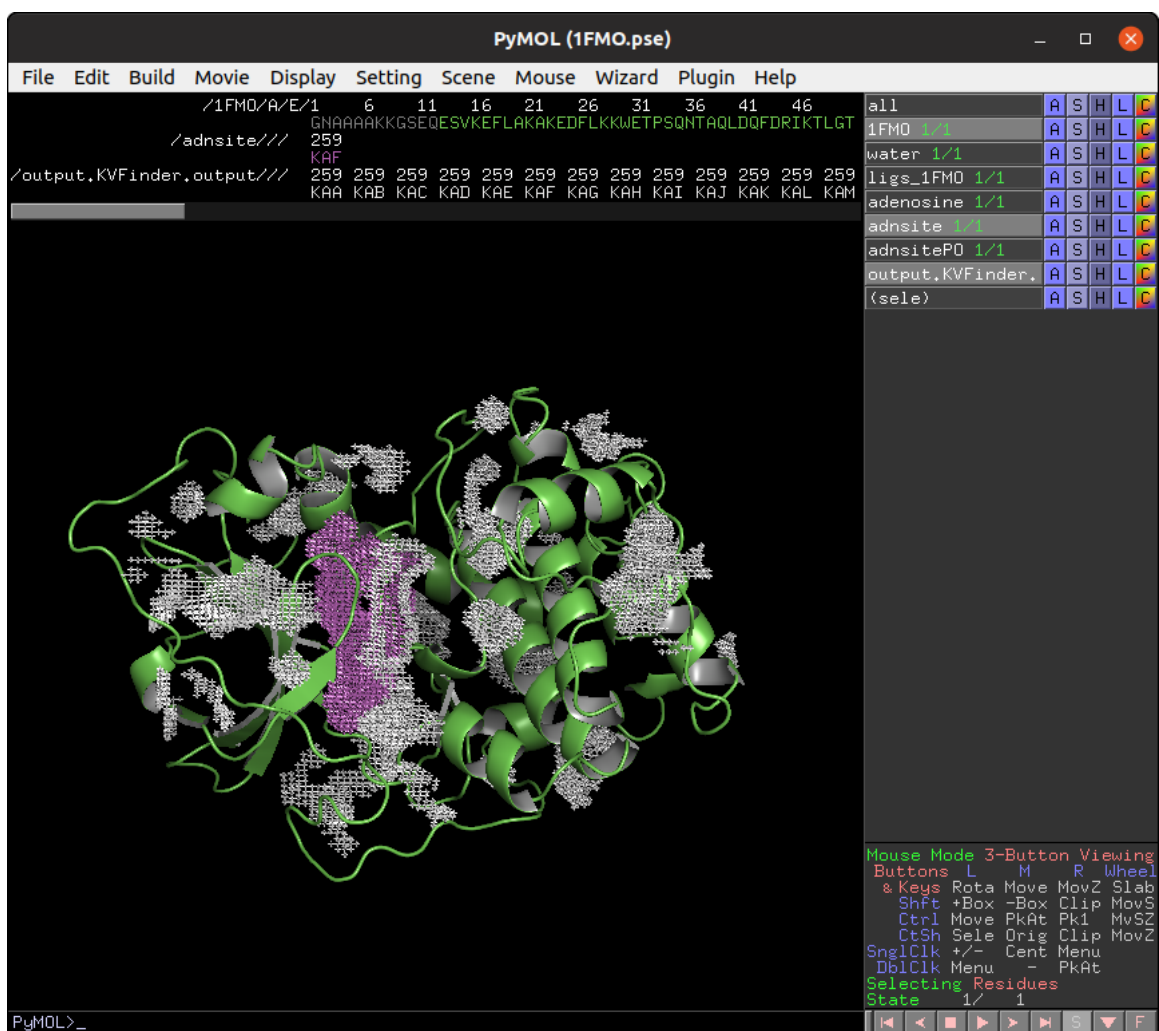 PyMOL (1FMO.pse)
File Edit Build Movie Display Setting Scene Mouse Wizard Plugin Help
/1FMO/A/E/1 6 11 16 21 26 31 36 41 46
GNAAAAKKGSEQESVKEFLAKAKEDFLKKWETPSQNTAQLDQFDRIKTLGT
/adnsite/// 259
KAF
/output.KVFinder.output/// 259 259 259 259 259 259 259 259 259 259 259 259 259
KAA KAB KAC KAD KAE KAF KAG KAH KAI KAJ KAK KAL KAM
all A S H L C
1FMO 1/1 A S H L C
water 1/1 A S H L C
ligs_1FMO 1/1 A S H L C
adenosine 1/1 A S H L C
adnsite 1/1 A S H L C
adnsitePO 1/1 A S H L C
output.KVFinder. A S H L C
(sele) A S H L C
Mouse Mode 3-Button Viewing
Buttons L M R Wheel
& Keys Rota Move MovZ Slab
Shft +Box -Box Clip MovS
Ctrl Move PkAt Pk1 MvSZ
CtSh Sele Orig Clip MovZ
SnglClk +/- Cent Menu
DblClk Menu - PkAt
Selecting Residues
State 1/ 1
PyMOL>_
S F